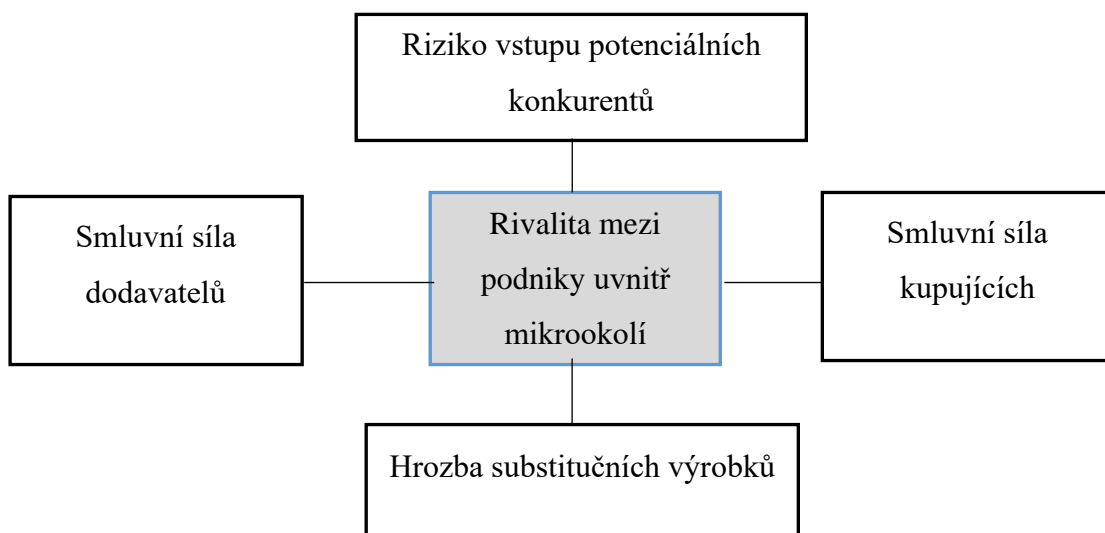 Riziko vstupu potenciálních
konkurentů
Smluvní síla
dodavatelů
Rivalita mezi
podniky uvnitř
mikrookolí
Smluvní síla
kupujících
Hrozba substitučních výrobků